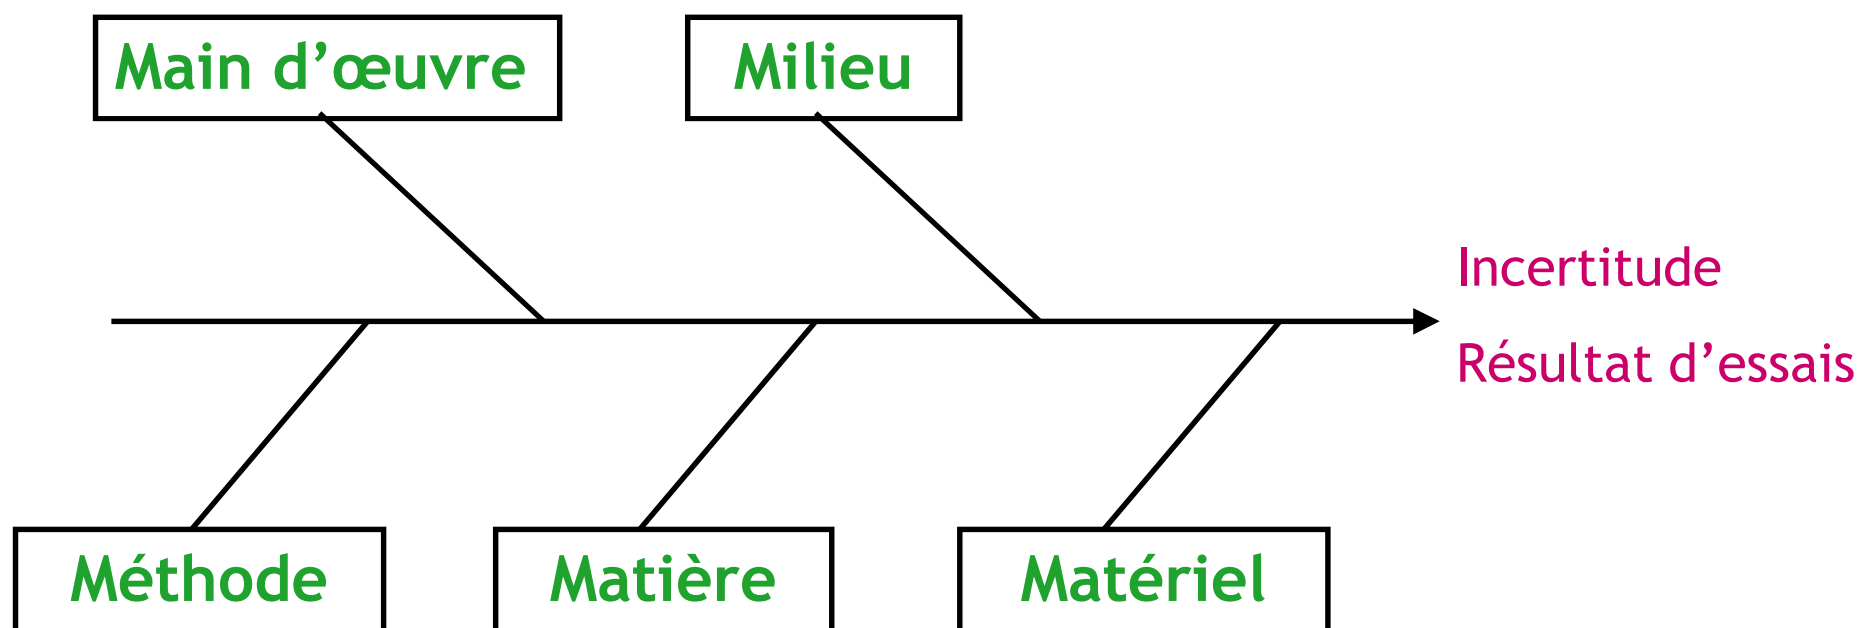 Main d’œuvre
Milieu
Incertitude
Résultat d’essais
Méthode
Matière
Matériel